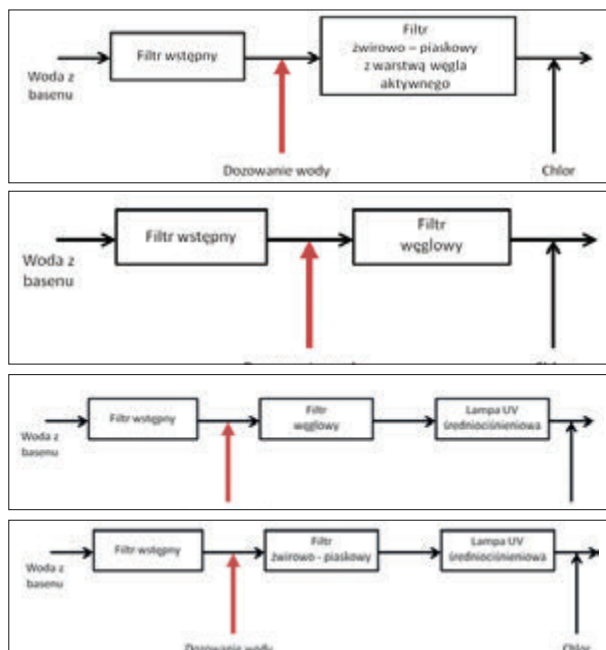 Filtr wstępny
Filtr
żwirowo – piaskowy
z warstwą węgla
aktywnego
Woda z
basenu
Dozowanie wody
Chlor
Filtr wstępny
Filtr
węglowy
Woda z
basenu
Filtr wstępny
Filtr
węglowy
Lampa UV
średniociśnieniowa
Woda z
basenu
Filtr wstępny
Filtr
żwirowo - piaskowy
Lampa UV
średniociśnieniowa
Woda z
basenu
Dozowanie wody
Chlor